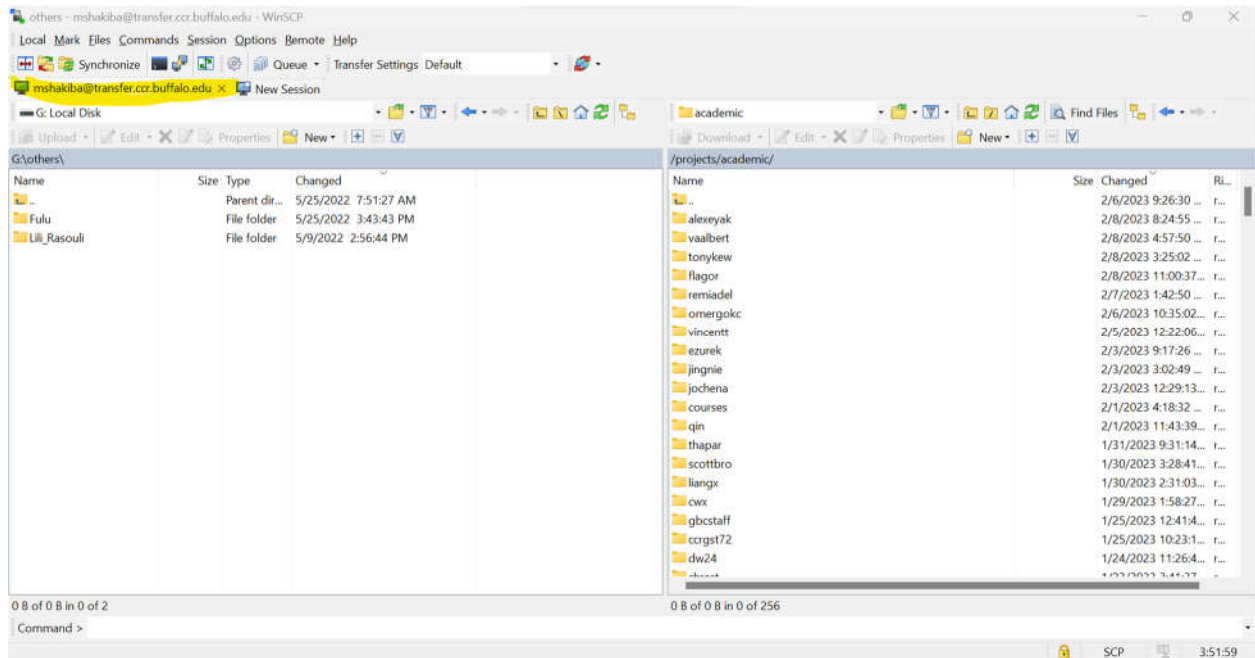 others - mshakiba@transfer.ccr.buffalo.edu - WinSCP
Local Mark Files Commands Session Options Remote Help
Synchronize Queue Transfer Settings Default
mshakiba@transfer.ccr.buffalo.edu × New Session
G: Local Disk
academic Find Files
Upload Edit Properties New
Download Edit Properties New
G:\others\
/projects/academic/
Name Size Type Changed
.. Parent dir... 5/25/2022 7:51:27 AM
Fulu File folder 5/25/2022 3:43:43 PM
Lili_Rasouli File folder 5/9/2022 2:56:44 PM
Name Size Changed Ri...
.. 2/6/2023 9:26:30 ... r...
alexeyak 2/8/2023 8:24:55 ... r...
vaalbert 2/8/2023 4:57:50 ... r...
tonykew 2/8/2023 3:25:02 ... r...
flagor 2/8/2023 11:00:37... r...
remiadel 2/7/2023 1:42:50 ... r...
omergokc 2/6/2023 10:35:02... r...
vincentt 2/5/2023 12:22:06... r...
ezurek 2/3/2023 9:17:26 ... r...
jingnie 2/3/2023 3:02:49 ... r...
jochena 2/3/2023 12:29:13... r...
courses 2/1/2023 4:18:32 ... r...
qin 2/1/2023 11:43:39... r...
thapar 1/31/2023 9:31:14... r...
scottbro 1/30/2023 3:28:41... r...
liangx 1/30/2023 2:31:03... r...
cwx 1/29/2023 1:58:27... r...
gbcstaff 1/25/2023 12:41:4... r...
ccrgst72 1/25/2023 10:23:1... r...
dw24 1/24/2023 11:26:4... r...
0 B of 0 B in 0 of 2
0 B of 0 B in 0 of 256
Command >
SCP 3:51:59